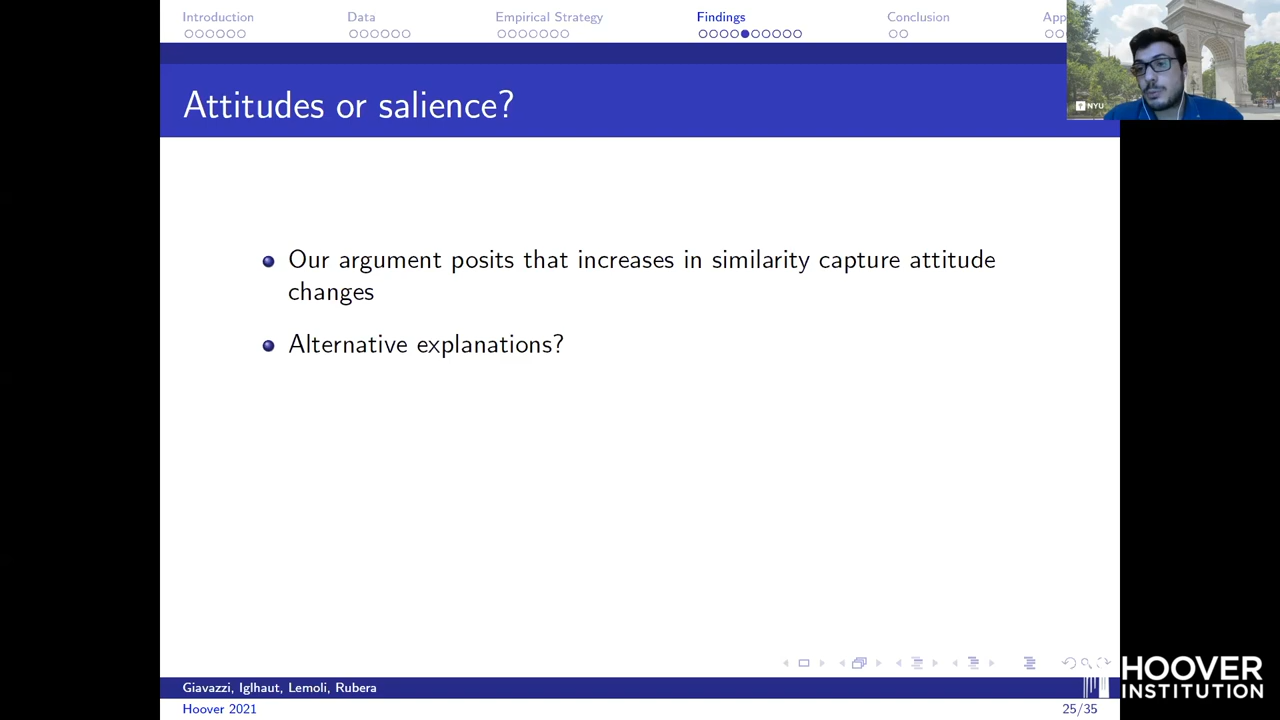 Introduction
Data
Empirical Strategy
Findings
Conclusion
App
NYU
Attitudes or salience?
Our argument posits that increases in similarity capture attitude
changes
Alternative explanations?
Giavazzi, Iglhaut, Lemoli, Rubera
Hoover 2021
25/35
HOOVER
INSTITUTION